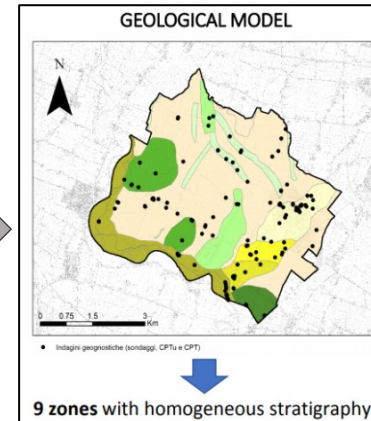 GEOLOGICAL MODEL
N
0 0.75 1.5 3
Km
Indagini geognostiche (sondaggi, CPTu e CPT)
9 zones with homogeneous stratigraphy